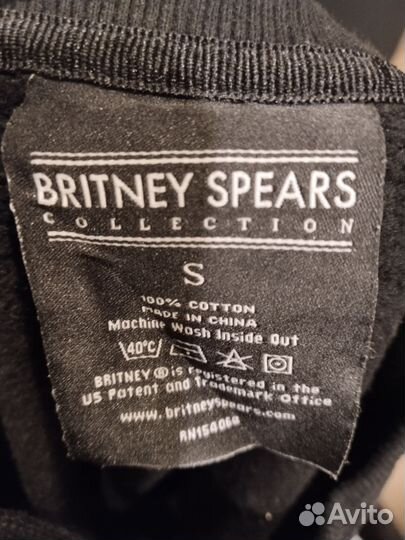 BRITNEY SPEARS
COLLECTION
S
100% COTTON
MADE IN CHINA
Machine Wash Inside Out
40°C
BRITNEY ® is registered in the
US Patent and Trademark Office
www.britneyspears.com
RN154060
Avito